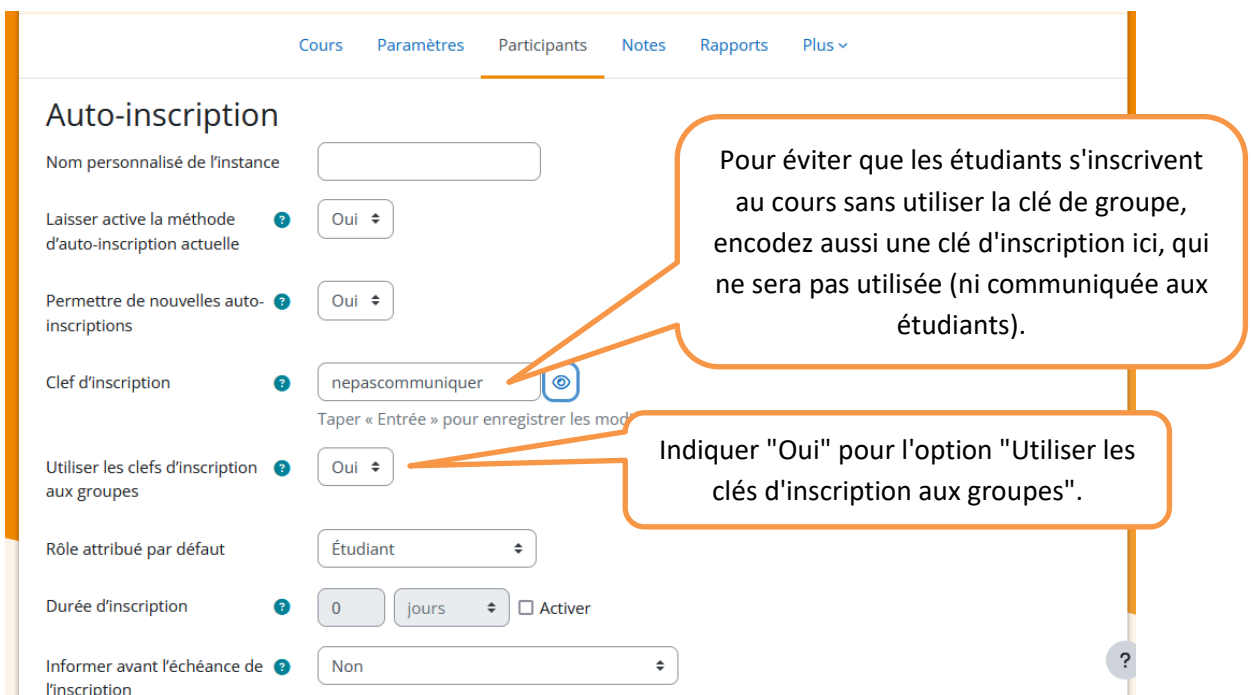 Cours Paramètres Participants Notes Rapports Plus
Auto-inscription
Nom personnalisé de l'instance
Laisser active la méthode
d'auto-inscription actuelle
Oui
Permettre de nouvelles auto-
inscriptions
Oui
Clef d'inscription
nepascommuniquer
Taper « Entrée » pour enregistrer les mod
Utiliser les clefs d'inscription
aux groupes
Oui
Rôle attribué par défaut
Étudiant
Durée d'inscription
0 jours Activer
Informer avant l'échéance de
l'inscription
Non
?
Pour éviter que les étudiants s'inscrivent
au cours sans utiliser la clé de groupe,
encodez aussi une clé d'inscription ici, qui
ne sera pas utilisée (ni communiquée aux
étudiants).
Indiquer "Oui" pour l'option "Utiliser les
clés d'inscription aux groupes".